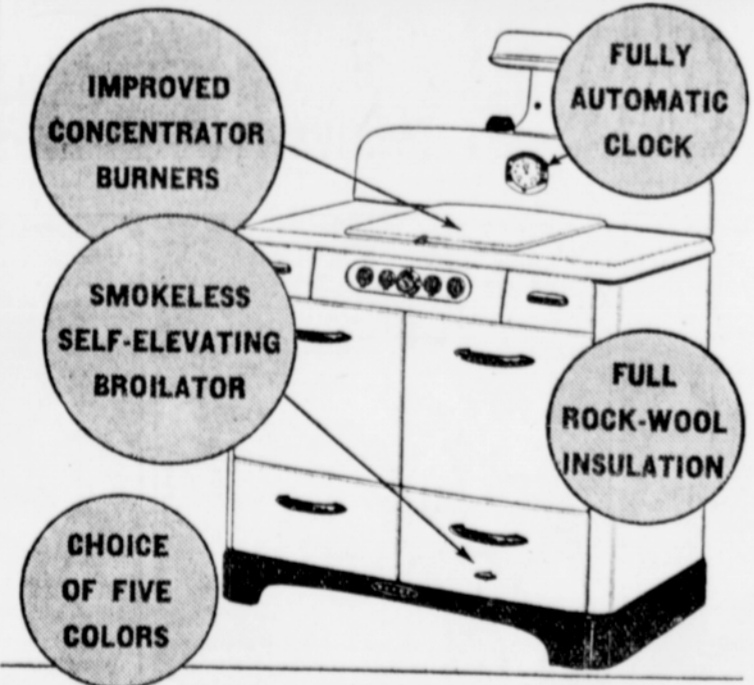 IMPROVED
CONCENTRATOR
BURNERS
FULLY
AUTOMATIC
CLOCK
SMOKELESS
SELF-ELEVATING
BROILATOR
FULL
ROCK-WOOL
INSULATION
CHOICE
OF FIVE
COLORS